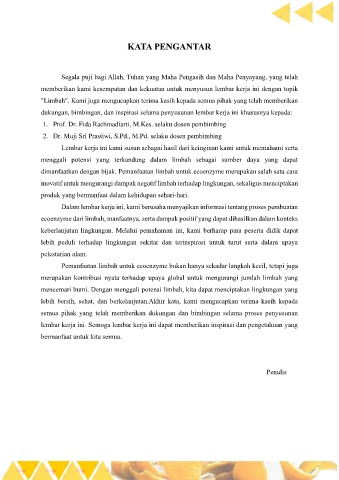 KATA PENGANTAR
Segala puji bagi Allah, Tuhan yang Maha Pengasih dan Maha Penyayang, yang telah
memberikan kami kesempatan dan kekuatan untuk menyusun lembar kerja ini dengan topik
"Limbah". Kami juga mengucapkan terima kasih kepada semua pihak yang telah memberikan
dukungan, bimbingan, dan inspirasi selama penyusunan lembar kerja ini khususnya kepada:
1. Prof. Dr. Fida Rachmadiarti, M.Kes. selaku dosen pembimbing
2. Dr. Muji Sri Prastiwi, S.Pd., M.Pd. selaku dosen pembimbing
Lembar kerja ini kami susun sebagai hasil dari keinginan kami untuk memahami serta
menggali potensi yang terkandung dalam limbah sebagai sumber daya yang dapat
dimanfaatkan dengan bijak. Pemanfaatan limbah untuk ecoenzyme merupakan salah satu cara
inovatif untuk mengurangi dampak negatif limbah terhadap lingkungan, sekaligus menciptakan
produk yang bermanfaat dalam kehidupan sehari-hari.
Dalam lembar kerja ini, kami berusaha menyajikan informasi tentang proses pembuatan
ecoenzyme dari limbah, manfaatnya, serta dampak positif yang dapat dihasilkan dalam konteks
keberlanjutan lingkungan. Melalui pemahaman ini, kami berharap para peserta didik dapat
lebih peduli terhadap lingkungan sekitar dan terinspirasi untuk turut serta dalam upaya
pelestarian alam.
Pemanfaatan limbah untuk ecoenzyme bukan hanya sekadar langkah kecil, tetapi juga
merupakan kontribusi nyata terhadap upaya global untuk mengurangi jumlah limbah yang
mencemari bumi. Dengan menggali potensi limbah, kita dapat menciptakan lingkungan yang
lebih bersih, sehat, dan berkelanjutan.Akhir kata, kami mengucapkan terima kasih kepada
semua pihak yang telah memberikan dukungan dan bimbingan selama proses penyusunan
lembar kerja ini. Semoga lembar kerja ini dapat memberikan inspirasi dan pengetahuan yang
bermanfaat untuk kita semua.
Penulis